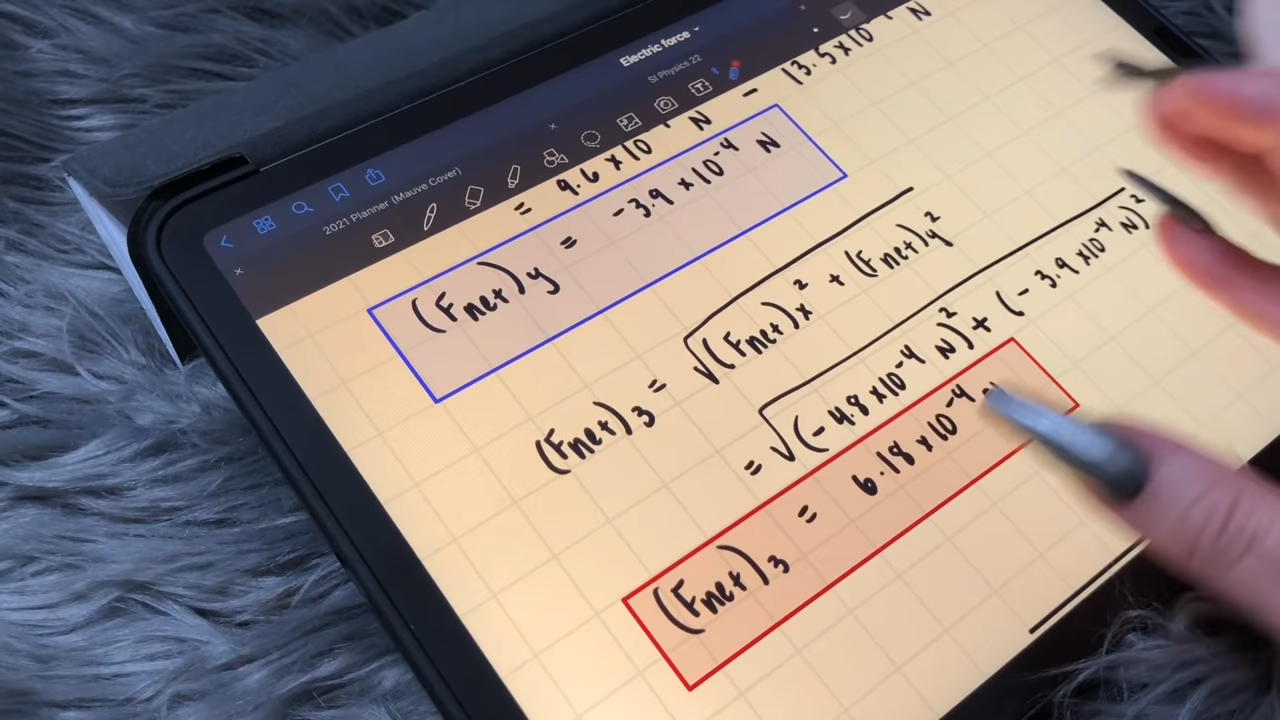 Electric force
SI Physics 22
2021 Planner (Mauve Cover)
= 9.6 x 10 N - 13.5 x 10 N
(Fnet)y = -3.9 x 10⁻⁴ N
(Fnet)₃ = √(Fnet)x² + (Fnet)y²
= √(-4.8 x 10⁻⁴ N)² + (-3.9 x 10⁻⁴ N)²
(Fnet)₃ = 6.18 x 10⁻⁴